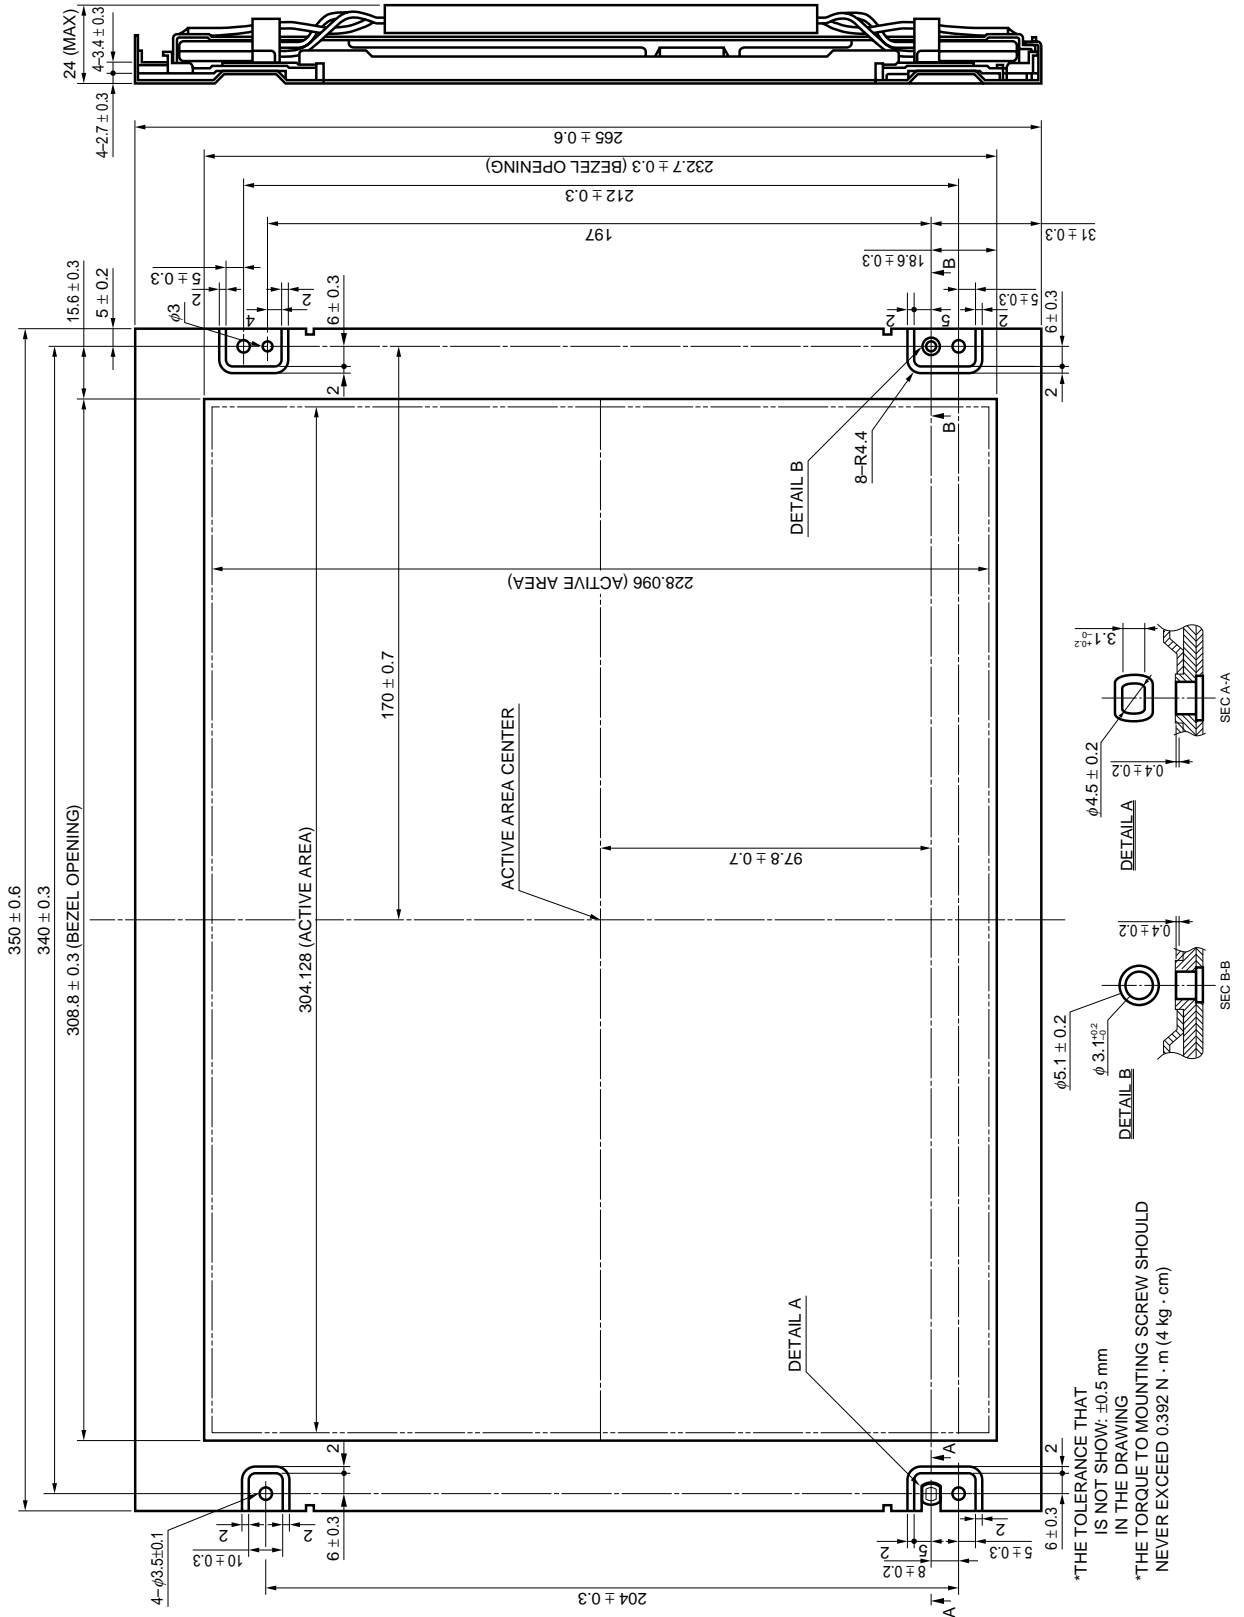 24 (MAX)
4–3.4 ± 0.3
4–2.7 ± 0.3
265 ± 0.6
232.7 ± 0.3 (BEZEL OPENING)
212 ± 0.3
197
31 ± 0.3
18.6 ± 0.3
350 ± 0.6
340 ± 0.3
308.8 ± 0.3 (BEZEL OPENING)
15.6 ± 0.3
5 ± 0.2
5 ± 0.3
2
φ3
4
2
6 ± 0.3
2
B
2
5
5 ± 0.3
2
6 ± 0.3
2
B
DETAIL B
8–R4.4
304.128 (ACTIVE AREA)
228.096 (ACTIVE AREA)
170 ± 0.7
ACTIVE AREA CENTER
97.8 ± 0.7
DETAIL A
4–φ3.5±0.1
2
10 ± 0.3
2
6 ± 0.3
2
204 ± 0.3
A
2
5
8 ± 0.2
5 ± 0.3
2
6 ± 0.3
2
A
φ4.5 ± 0.2
3.1 +0.2 –0
0.4 ± 0.2
SEC A-A
DETAIL A
φ5.1 ± 0.2
φ 3.1 +0.2 –0
0.4 ± 0.2
SEC B-B
DETAIL B
*THE TOLERANCE THAT
IS NOT SHOW: ±0.5 mm
IN THE DRAWING
*THE TORQUE TO MOUNTING SCREW SHOULD
NEVER EXCEED 0.392 N · m (4 kg · cm)